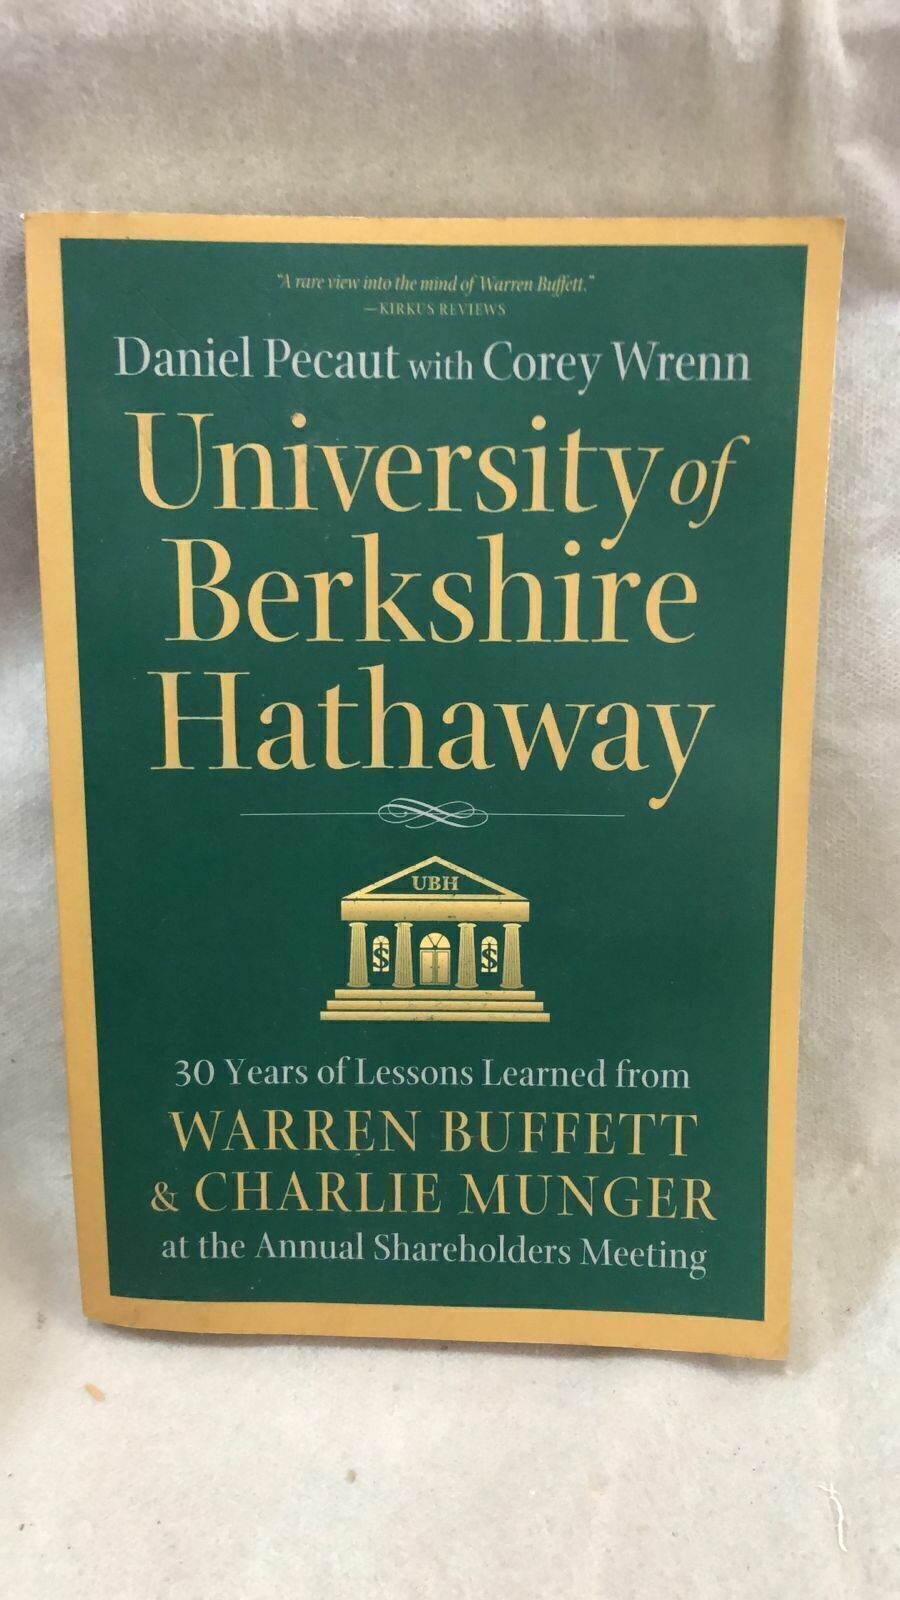 "A rare view into the mind of Warren Buffett."
—KIRKUS REVIEWS
Daniel Pecaut with Corey Wrenn
University of
Berkshire
Hathaway
UBH
$ $
30 Years of Lessons Learned from
WARREN BUFFETT
& CHARLIE MUNGER
at the Annual Shareholders Meeting